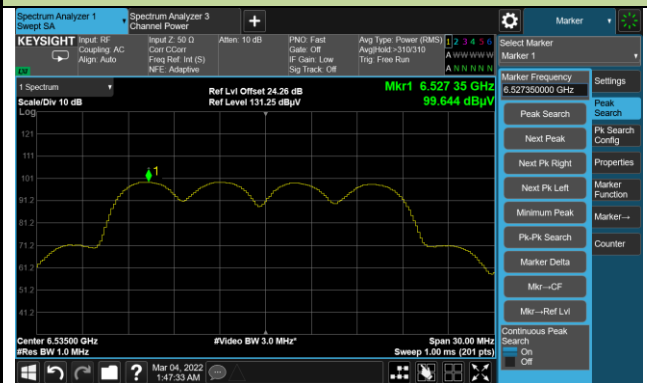 Spectrum Analyzer 1
Swept SA
Spectrum Analyzer 3
Channel Power
Marker
KEYSIGHT
Input: RF
Coupling: AC
Align: Auto
Input Z: 50 Ω
Corr CCorr
Freq Ref: Int (S)
NFE: Adaptive
Atten: 10 dB
PNO: Fast
Gate: Off
IF Gain: Low
Sig Track: Off
Avg Type: Power (RMS)
Avg|Hold:>310/310
Trig: Free Run
1 2 3 4 5 6
A W W W W W
A N N N N N
Select Marker
Marker 1
LXI
1 Spectrum
Scale/Div 10 dB
Log
Ref Lvl Offset 24.26 dB
Ref Level 131.25 dBµV
Mkr1 6.527 35 GHz
99.644 dBµV
121
111
101
91.2
81.2
71.2
61.2
51.2
41.2
1
Center 6.53500 GHz
#Res BW 1.0 MHz
#Video BW 3.0 MHz*
Span 30.00 MHz
Sweep 1.00 ms (201 pts)
Marker Frequency
6.527350000 GHz
Peak Search
Next Peak
Next Pk Right
Next Pk Left
Minimum Peak
Pk-Pk Search
Marker Delta
Mkr→CF
Mkr→Ref Lvl
Continuous Peak
Search
On
Off
Settings
Peak
Search
Pk Search
Config
Properties
Marker
Function
Marker→
Counter
?
Mar 04, 2022
1:47:33 AM